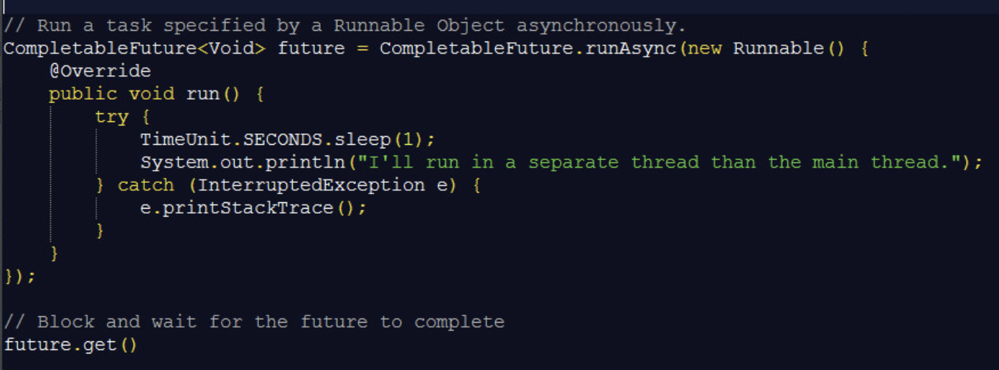 // Run a task specified by a Runnable Object asynchronously.
CompletableFuture<Void> future = CompletableFuture.runAsync(new Runnable() {
    @Override
    public void run() {
        try {
            TimeUnit.SECONDS.sleep(1);
            System.out.println("I'll run in a separate thread than the main thread.");
        } catch (InterruptedException e) {
            e.printStackTrace();
        }
    }
});

// Block and wait for the future to complete
future.get()